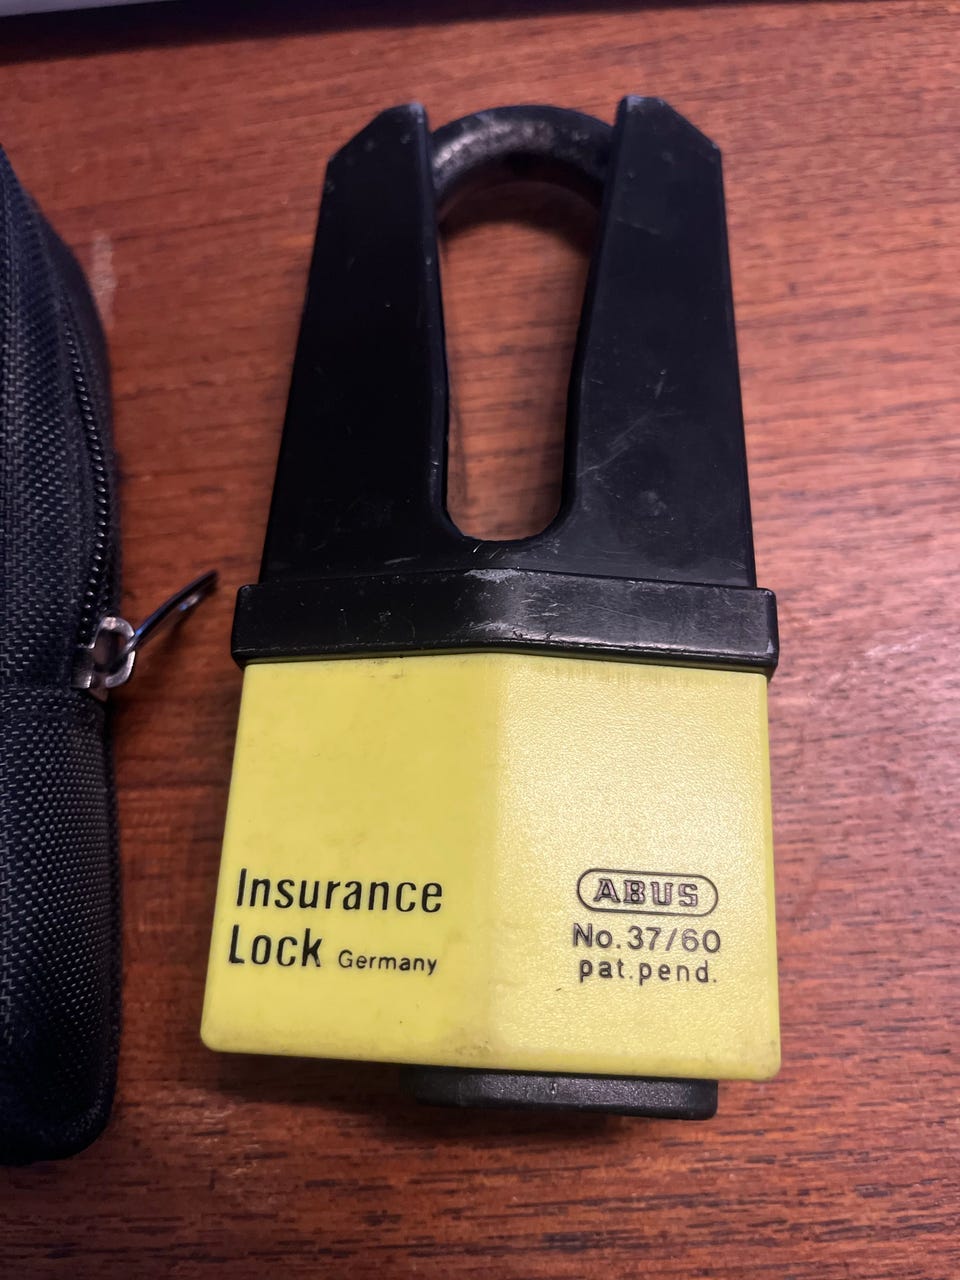 Insurance
Lock Germany
ABUS
No. 37/60
pat.pend.